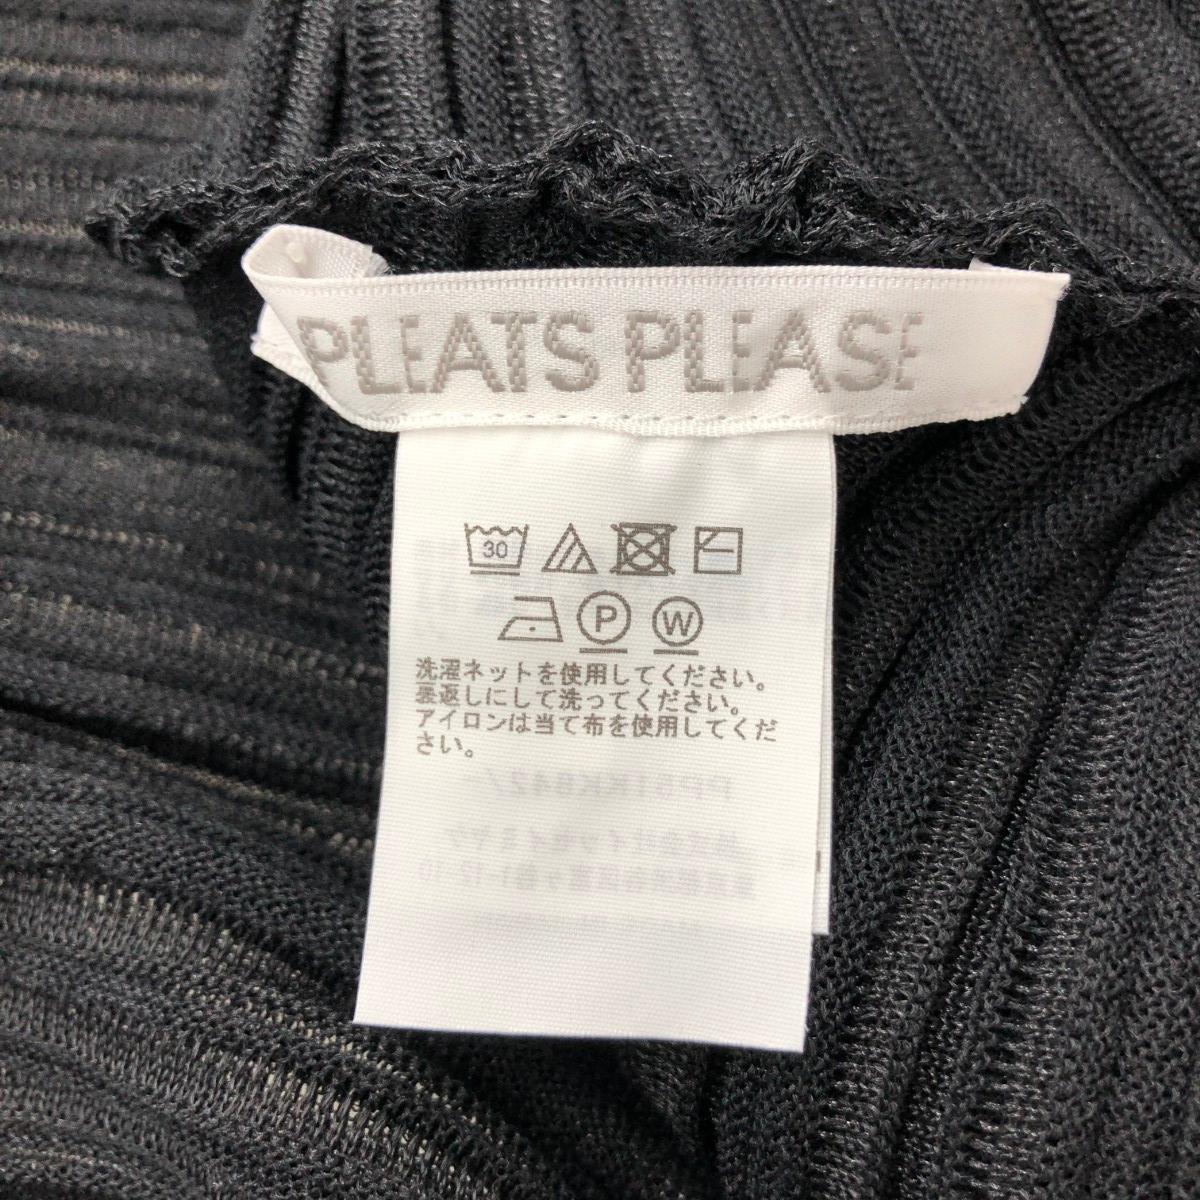 PLEATS PLEASE
30
P W
洗濯ネットを使用してください。
裏返しにして洗ってください。
アイロンは当て布を使用してくだ
さい。